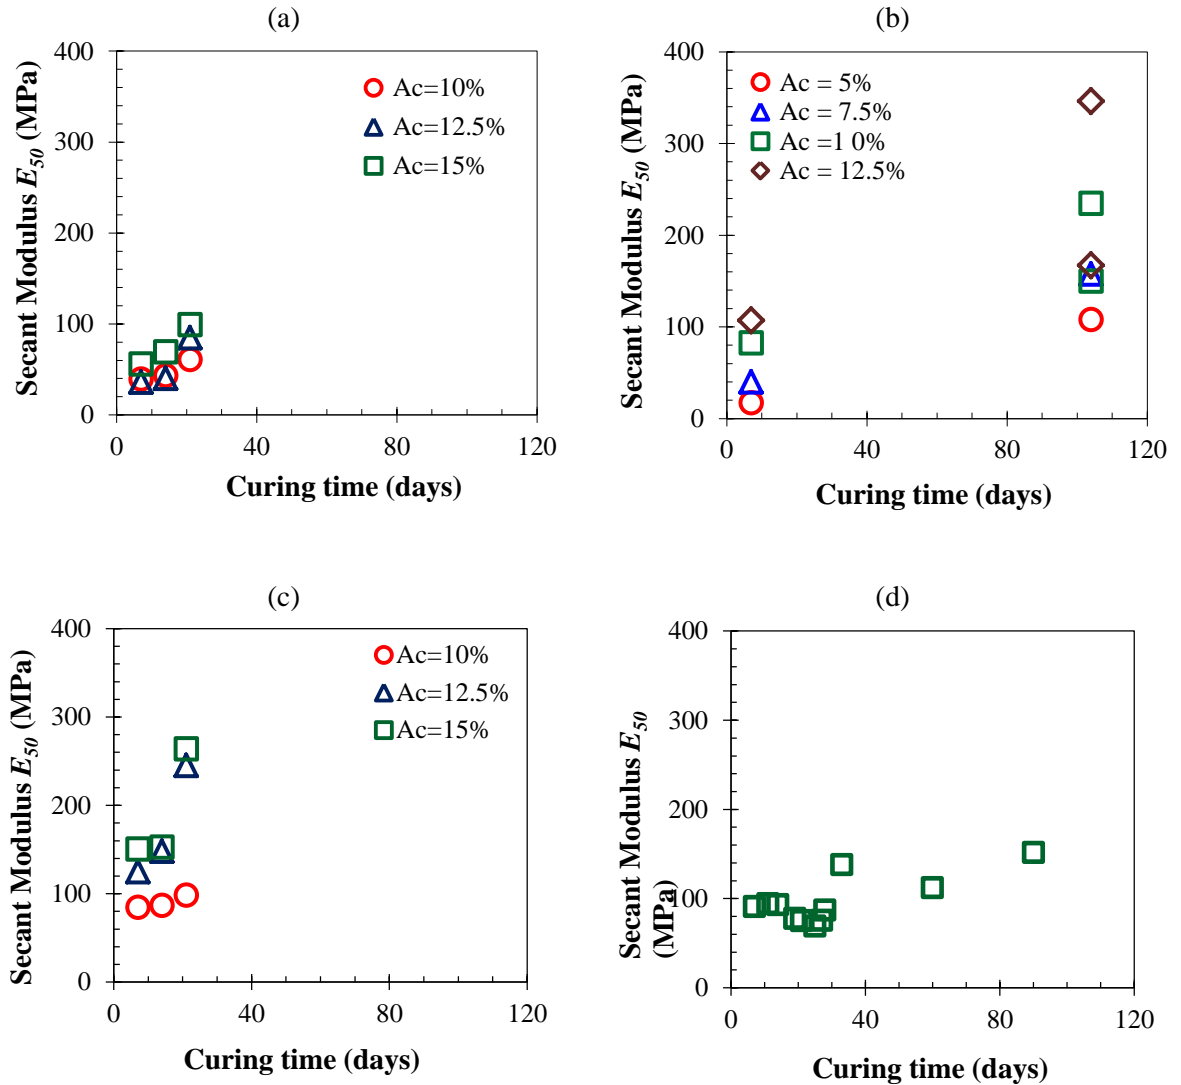 (a)
400
300
200
100
0
0 40 80 120
Secant Modulus E50 (MPa)
Curing time (days)
Ac=10%
Ac=12.5%
Ac=15%
(b)
400
300
200
100
0
0 40 80 120
Secant Modulus E50 (MPa)
Curing time (days)
Ac = 5%
Ac = 7.5%
Ac =1 0%
Ac = 12.5%
(c)
400
300
200
100
0
0 40 80 120
Secant Modulus E50 (MPa)
Curing time (days)
Ac=10%
Ac=12.5%
Ac=15%
(d)
400
300
200
100
0
0 40 80 120
Secant Modulus E50
(MPa)
Curing time (days)